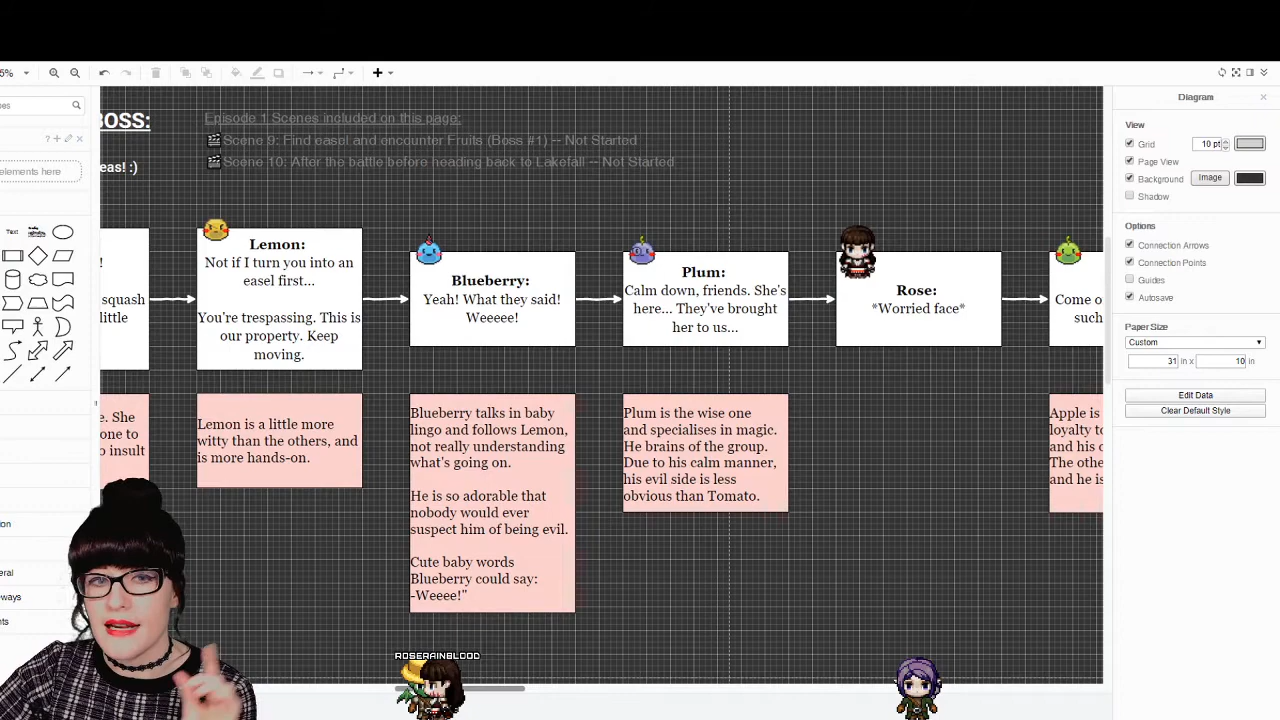 5%
Diagram
BOSS:
Episode 1 Scenes included on this page:
Scene 9: Find easel and encounter Fruits (Boss #1) -- Not Started
Scene 10: After the battle before heading back to Lakefall -- Not Started
eas! :)
elements here
Text
View
Grid
10 pt
Page View
Background
Image
Shadow
Options
Connection Arrows
Connection Points
Guides
Autosave
Paper Size
Custom
31 in x 10 in
Edit Data
Clear Default Style
!
squash
little
Lemon:
Not if I turn you into an
easel first...
You're trespassing. This is
our property. Keep
moving.
Blueberry:
Yeah! What they said!
Weeeee!
Plum:
Calm down, friends. She's
here... They've brought
her to us...
Rose:
*Worried face*
Come o
such
e. She
one to
o insult
Lemon is a little more
witty than the others, and
is more hands-on.
Blueberry talks in baby
lingo and follows Lemon,
not really understanding
what's going on.
He is so adorable that
nobody would ever
suspect him of being evil.
Cute baby words
Blueberry could say:
-Weeee!"
Plum is the wise one
and specialises in magic.
He brains of the group.
Due to his calm manner,
his evil side is less
obvious than Tomato.
Apple is
loyalty to
and his c
The othe
and he is
ROSERAINBLOOD